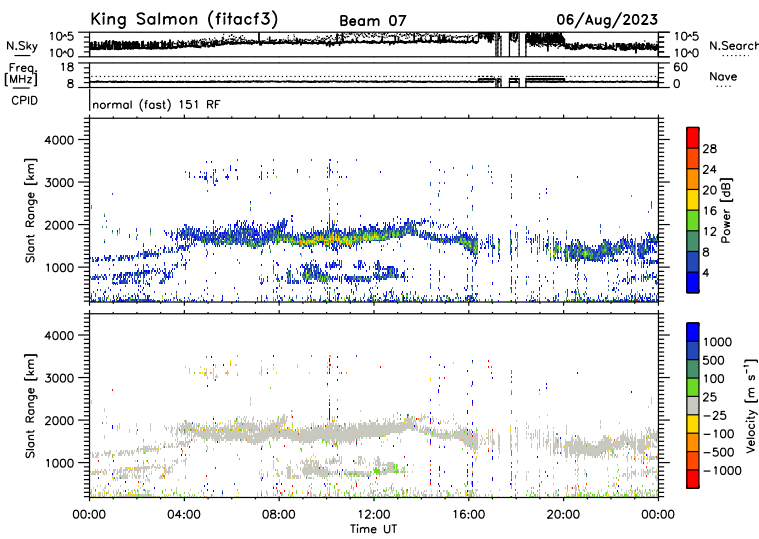 King Salmon (fitacf3) Beam 07 06/Aug/2023
N.Sky 10^5 10^0 10^5 10^0 N.Search
Freq. [MHz] 18 8 60 0 Nave
CPID normal (fast) 151 RF
Slant Range [km] 4000 3000 2000 1000
Power [dB] 28 24 20 16 12 8 4
Slant Range [km] 4000 3000 2000 1000
Velocity [m s⁻¹] 1000 500 100 25 -25 -100 -500 -1000
00:00 04:00 08:00 12:00 16:00 20:00 00:00
Time UT